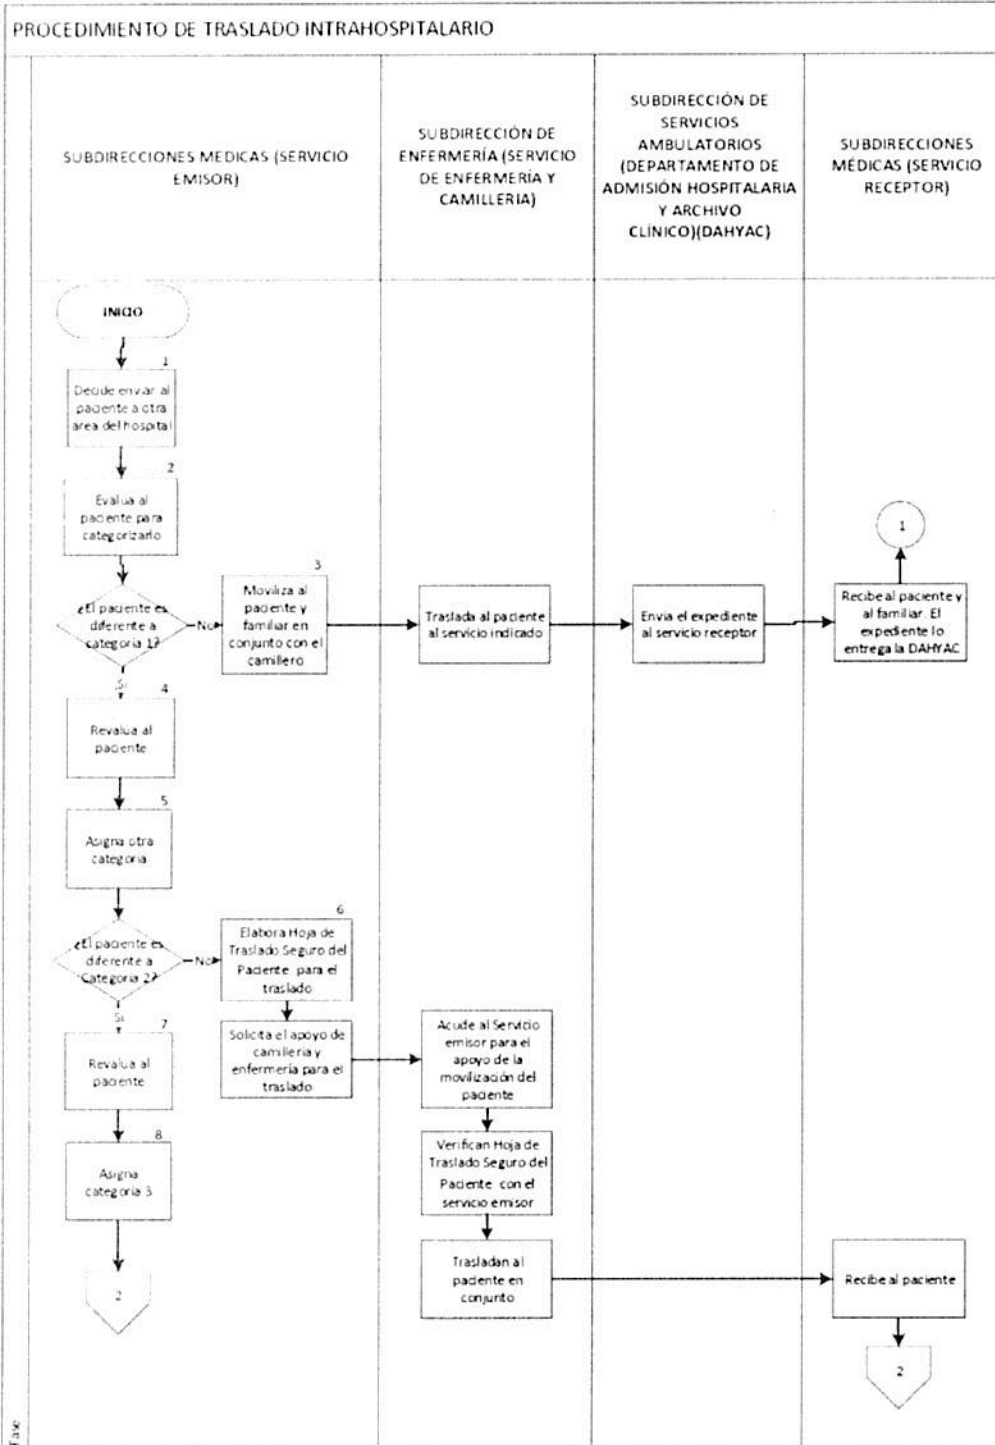 PROCEDIMIENTO DE TRASLADO INTRAHOSPITALARIO
SUBDIRECCIONES MEDICAS (SERVICIO
EMISOR)
SUBDIRECCIÓN DE
ENFERMERÍA (SERVICIO
DE ENFERMERÍA Y
CAMILLERIA)
SUBDIRECCIÓN DE
SERVICIOS
AMBULATORIOS
(DEPARTAMENTO DE
ADMISIÓN HOSPITALARIA
Y ARCHIVO
CLÍNICO)(DAHYAC)
SUBDIRECCIONES
MÉDICAS (SERVICIO
RECEPTOR)
INICIO
1
Decide enviar al
paciente a otra
area del hospital
2
Evalua al
paciente para
categorizarlo
¿El paciente es
diferente a
categoria 1?
No
3
Moviliza al
paciente y
familiar en
conjunto con el
camillero
Traslada al paciente
al servicio indicado
Envia el expediente
al servicio receptor
Recibe al paciente y
al familiar. El
expediente lo
entrega la DAHYAC
1
Si
4
Revalua al
paciente
5
Asigna otra
categoria
¿El paciente es
diferente a
Categoria 2?
No
6
Elabora Hoja de
Traslado Seguro del
Paciente para el
traslado
Solicita el apoyo de
camilleria y
enfermería para el
traslado
Acude al Servicio
emisor para el
apoyo de la
movilización del
paciente
Verifican Hoja de
Traslado Seguro del
Paciente con el
servicio emisor
Trasladan al
paciente en
conjunto
Recibe al paciente
2
Si
7
Revalua al
paciente
8
Asigna
categoria 3
2
Fase